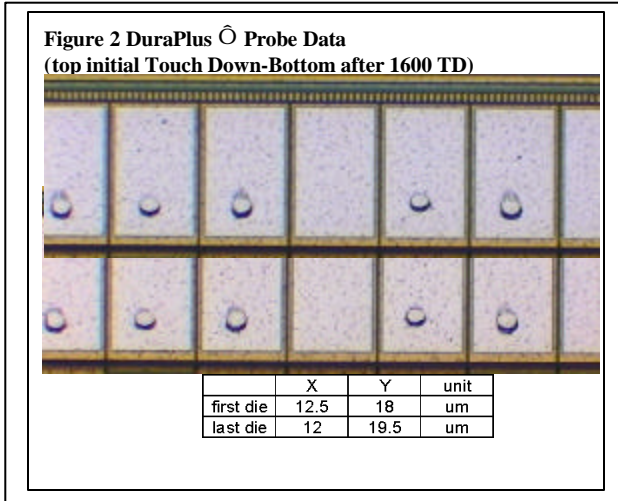 Figure 2 DuraPlus Ô Probe Data
(top initial Touch Down-Bottom after 1600 TD)
X Y unit
first die 12.5 18 um
last die 12 19.5 um